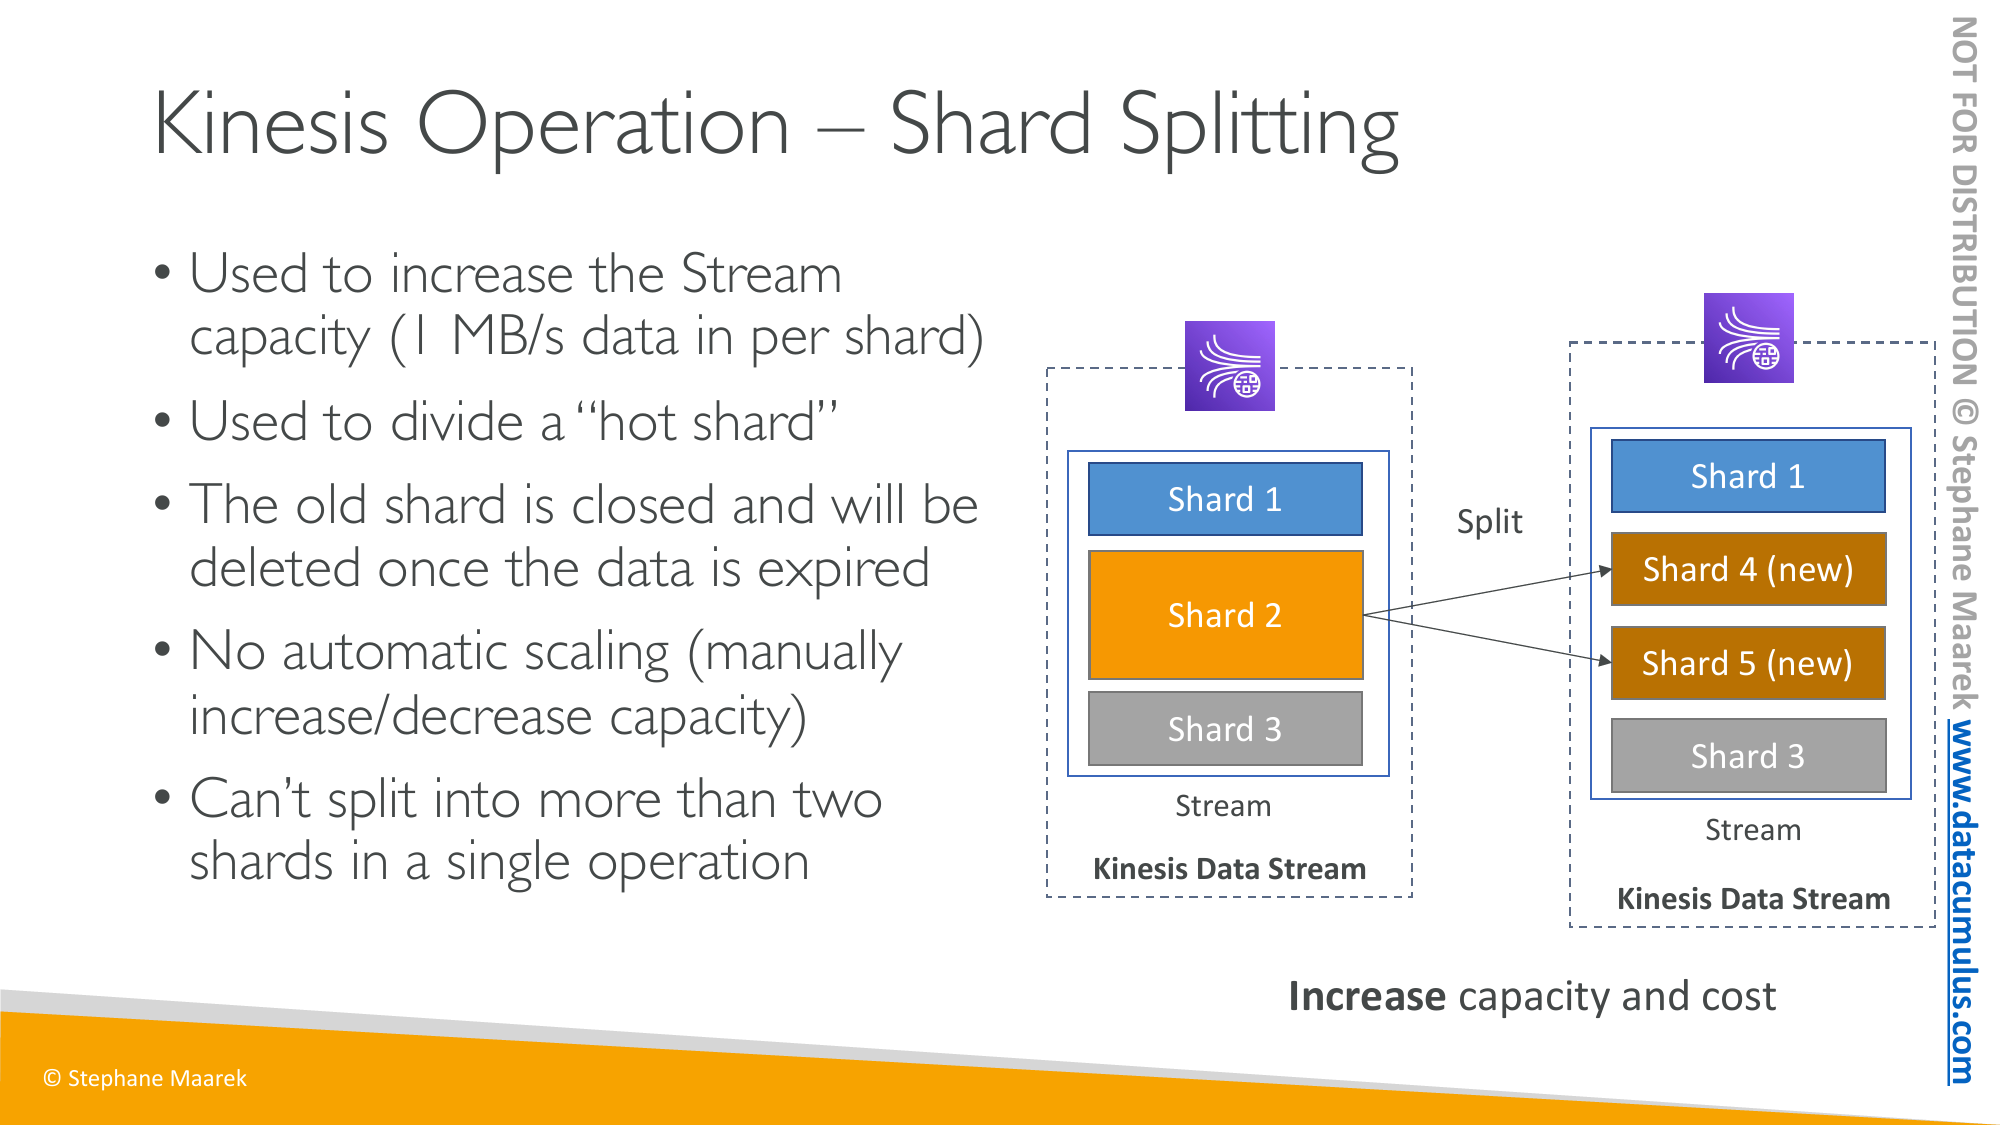 Kinesis Operation – Shard Splitting
• Used to increase the Stream
capacity (1 MB/s data in per shard)
• Used to divide a “hot shard”
• The old shard is closed and will be
deleted once the data is expired
• No automatic scaling (manually
increase/decrease capacity)
• Can’t split into more than two
shards in a single operation
Shard 1
Shard 2
Shard 3
Stream
Kinesis Data Stream
Split
Shard 1
Shard 4 (new)
Shard 5 (new)
Shard 3
Stream
Kinesis Data Stream
Increase capacity and cost
© Stephane Maarek
NOT FOR DISTRIBUTION © Stephane Maarek www.datacumulus.com